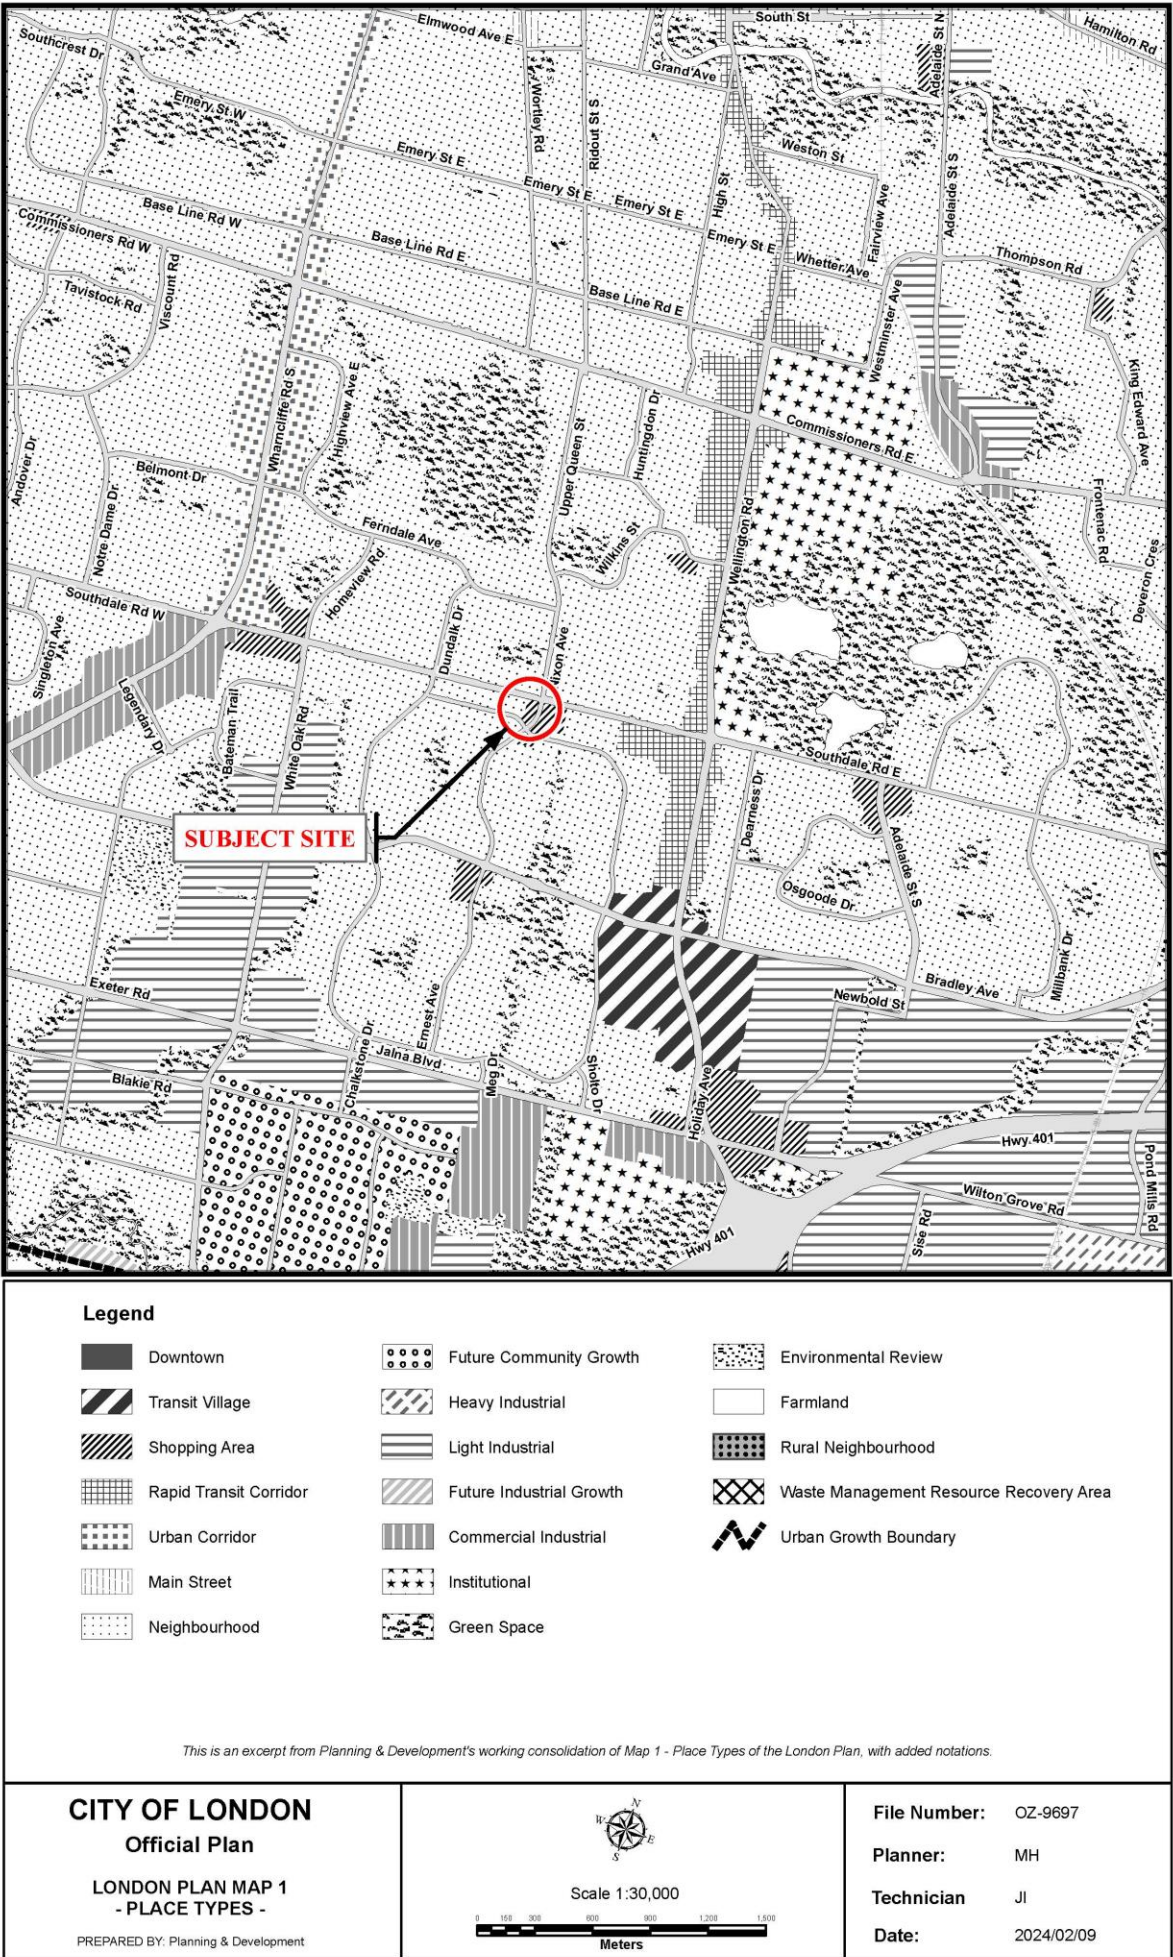 South St
Hamilton Rd
Elmwood Ave E
Southcrest Dr
Grand Ave
Adelaide St N
Emery St W
Wortley Rd
Ridout St S
Emery St E
Weston St
Emery St E
Emery St E
High St
Fairview Ave
Adelaide St S
Base Line Rd W
Commissioners Rd W
Base Line Rd E
Emery St E
Whetter Ave
Thompson Rd
Tavistock Rd
Viscount Rd
Base Line Rd E
Westminster Ave
King Edward Ave
Wharncliffe Rd S
Highview Ave E
Huntingdon Dr
Commissioners Rd E
Andover Dr
Belmont Dr
Upper Queen St
Notre Dame Dr
Ferndale Ave
Wilkins St
Wellington Rd
Frontenac Rd
Deveron Cres
Homeview Rd
Southdale Rd W
Singleton Ave
Dundalk Dr
Nixon Ave
Legendary Dr
Bateman Trail
White Oak Rd
Southdale Rd E
Dearness Dr
SUBJECT SITE
Adelaide St S
Osgoode Dr
Millbank Dr
Exeter Rd
Bradley Ave
Newbold St
Ernest Ave
Jalna Blvd
Chalkstone Dr
Meg Dr
Sholto Dr
Blakie Rd
Holiday Ave
Hwy 401
Pond Mills Rd
Wilton Grove Rd
Sise Rd
Hwy 401
Legend
Downtown
Transit Village
Shopping Area
Rapid Transit Corridor
Urban Corridor
Main Street
Neighbourhood
Future Community Growth
Heavy Industrial
Light Industrial
Future Industrial Growth
Commercial Industrial
Institutional
Green Space
Environmental Review
Farmland
Rural Neighbourhood
Waste Management Resource Recovery Area
Urban Growth Boundary
This is an excerpt from Planning & Development's working consolidation of Map 1 - Place Types of the London Plan, with added notations.
CITY OF LONDON
Official Plan
LONDON PLAN MAP 1
- PLACE TYPES -
PREPARED BY: Planning & Development
N
W
E
S
Scale 1:30,000
0 150 300 600 900 1,200 1,500
Meters
File Number: OZ-9697
Planner: MH
Technician JI
Date: 2024/02/09